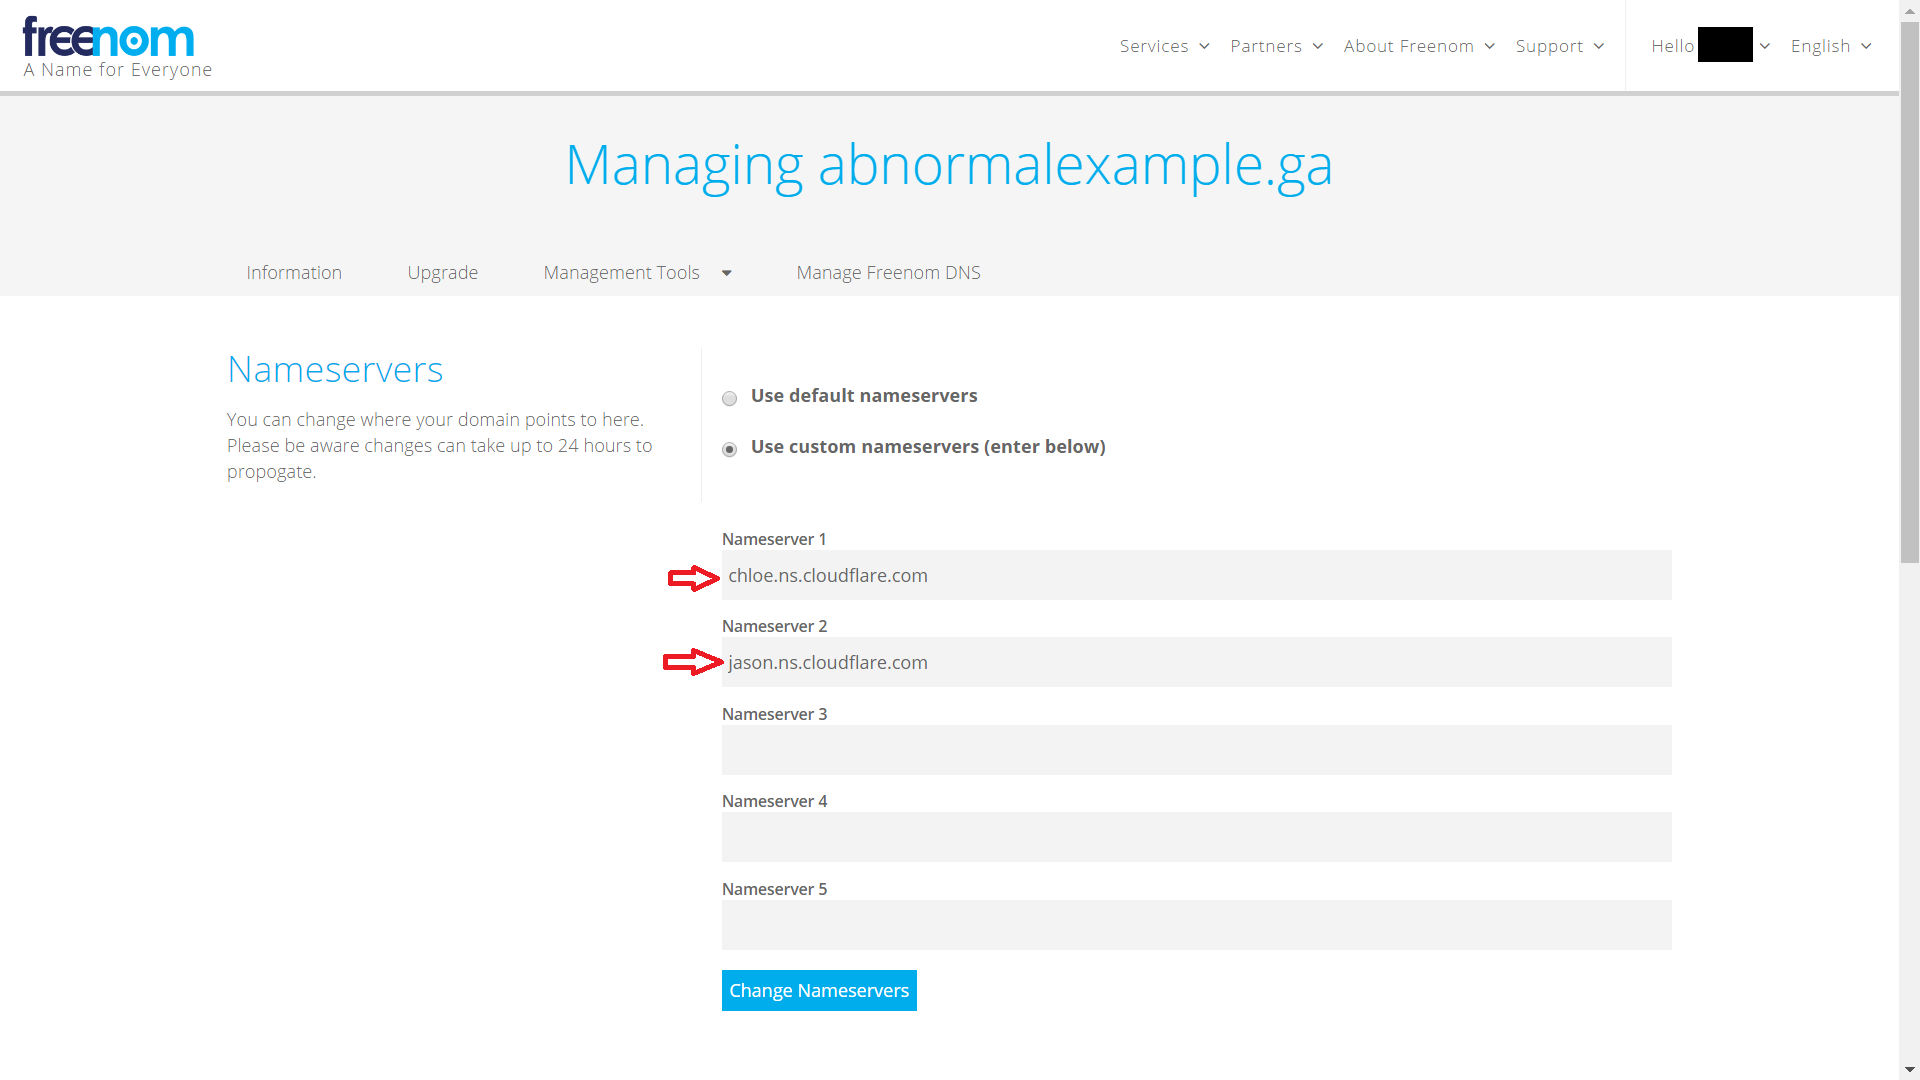 freenom
A Name for Everyone
Services
Partners
About Freenom
Support
Hello
English
Managing abnormalexample.ga
Information
Upgrade
Management Tools
Manage Freenom DNS
Nameservers
You can change where your domain points to here.
Please be aware changes can take up to 24 hours to
propogate.
Use default nameservers
Use custom nameservers (enter below)
Nameserver 1
chloe.ns.cloudflare.com
Nameserver 2
jason.ns.cloudflare.com
Nameserver 3
Nameserver 4
Nameserver 5
Change Nameservers